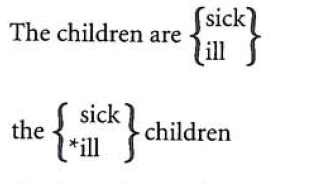 The children are { sick
ill }
the { sick
*ill } children